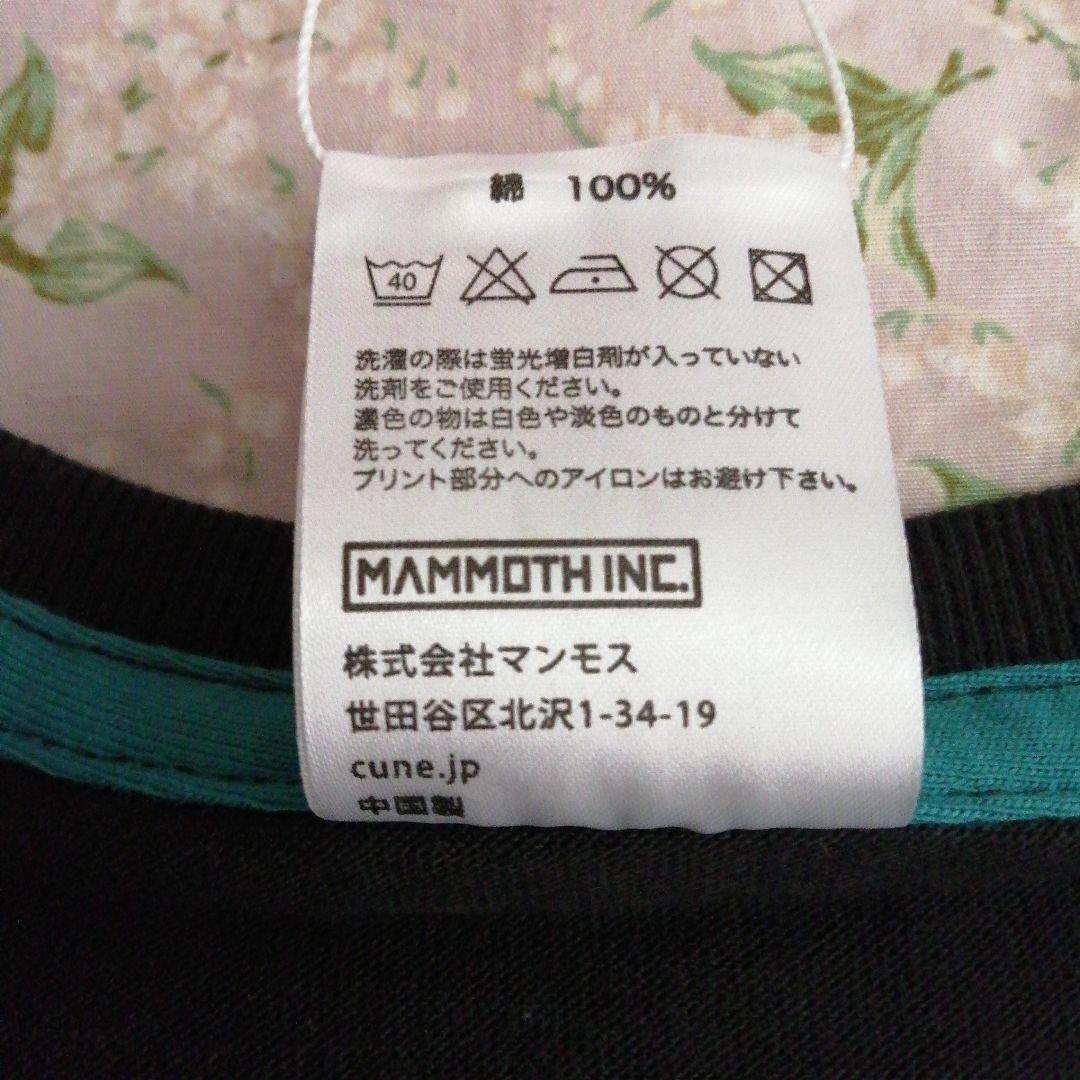 綿 100%
40
洗濯の際は蛍光増白剤が入っていない
洗剤をご使用ください。
濃色の物は白色や淡色のものと分けて
洗ってください。
プリント部分へのアイロンはお避け下さい。
MAMMOTH INC.
株式会社マンモス
世田谷区北沢1-34-19
cune.jp
中国製